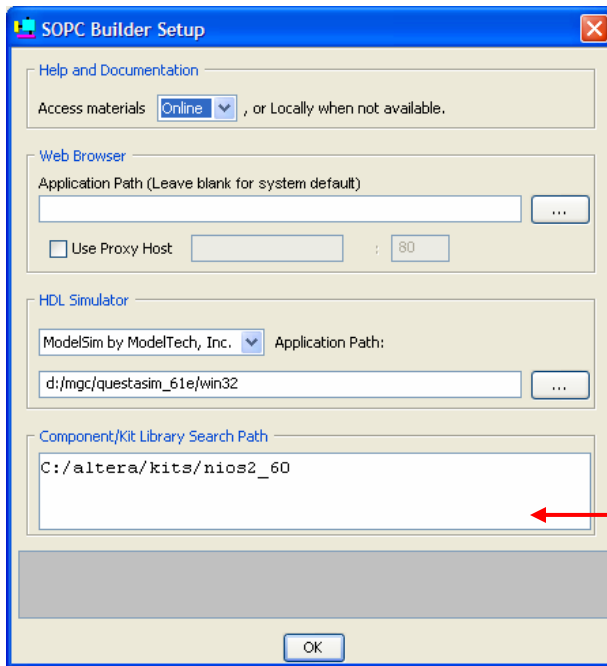 SOPC Builder Setup
Help and Documentation
Access materials Online , or Locally when not available.
Web Browser
Application Path (Leave blank for system default)
...
Use Proxy Host : 80
HDL Simulator
ModelSim by ModelTech, Inc. Application Path:
d:/mgc/questasim_61e/win32 ...
Component/Kit Library Search Path
C:/altera/kits/nios2_60
OK